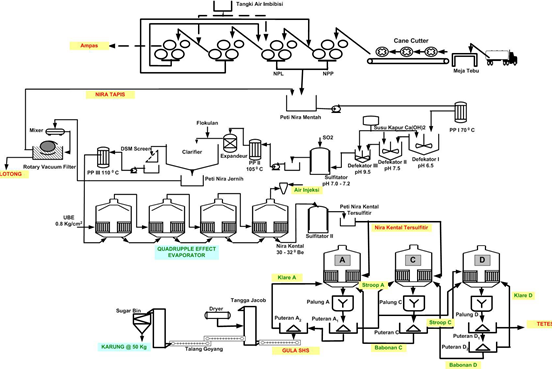 Tangki Air Imbibisi
Ampas
Cane Cutter
NPL
NPP
Meja Tebu
NIRA TAPIS
Peti Nira Mentah
PP I 70 ⁰ C
Flokulan
Susu Kapur Ca(OH)2
Mixer
DSM Screen
Clarifier
Expandeur
SO2
PP II
105 ⁰ C
Defekator I
pH 6.5
Defekator II
pH 7.5
Defekator III
pH 9.5
Sulfitator
pH 7.0 - 7.2
Rotary Vacuum Filter
PP III 110 ⁰ C
Peti Nira Jernih
LOTONG
Air Injeksi
UBE
0.8 Kg/cm²
Peti Nira Kental
Tersulfitir
Nira Kental Tersulfitir
QUADRUPPLE EFFECT
EVAPORATOR
Nira Kental
30 - 32 ⁰ Be
Sulfitator II
A
C
D
Klare A
Stroop A
Klare D
Palung A
Palung C
Palung D
Stroop C
Sugar Bin
Dryer
Tangga Jacob
Puteran A₂
Puteran A₁
Puteran C
Puteran D₁
Puteran D₂
TETES
KARUNG @ 50 Kg
Talang Goyang
GULA SHS
Babonan C
Babonan D